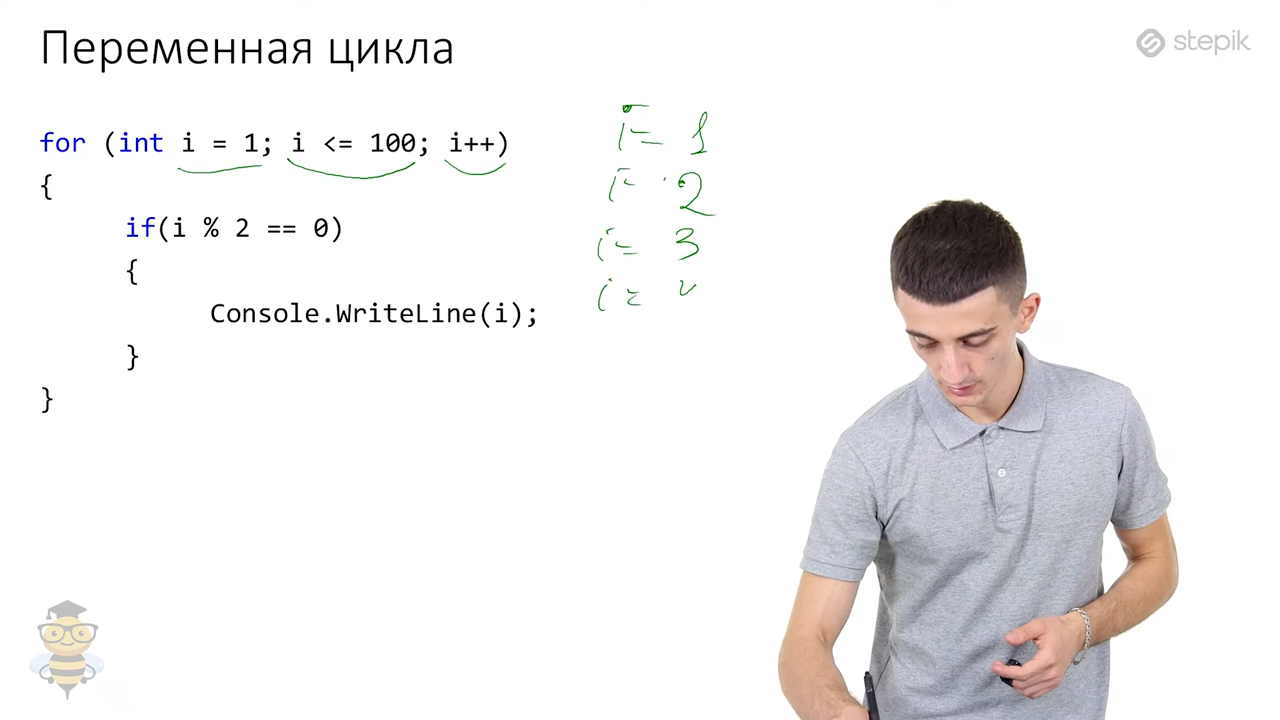 Переменная цикла
stepik
for (int i = 1; i <= 100; i++)
{
if(i % 2 == 0)
{
Console.WriteLine(i);
}
}
i = 1
i = 2
i = 3
i =